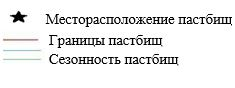 Месторасположение пастбищ
Границы пастбищ
Сезонность пастбищ